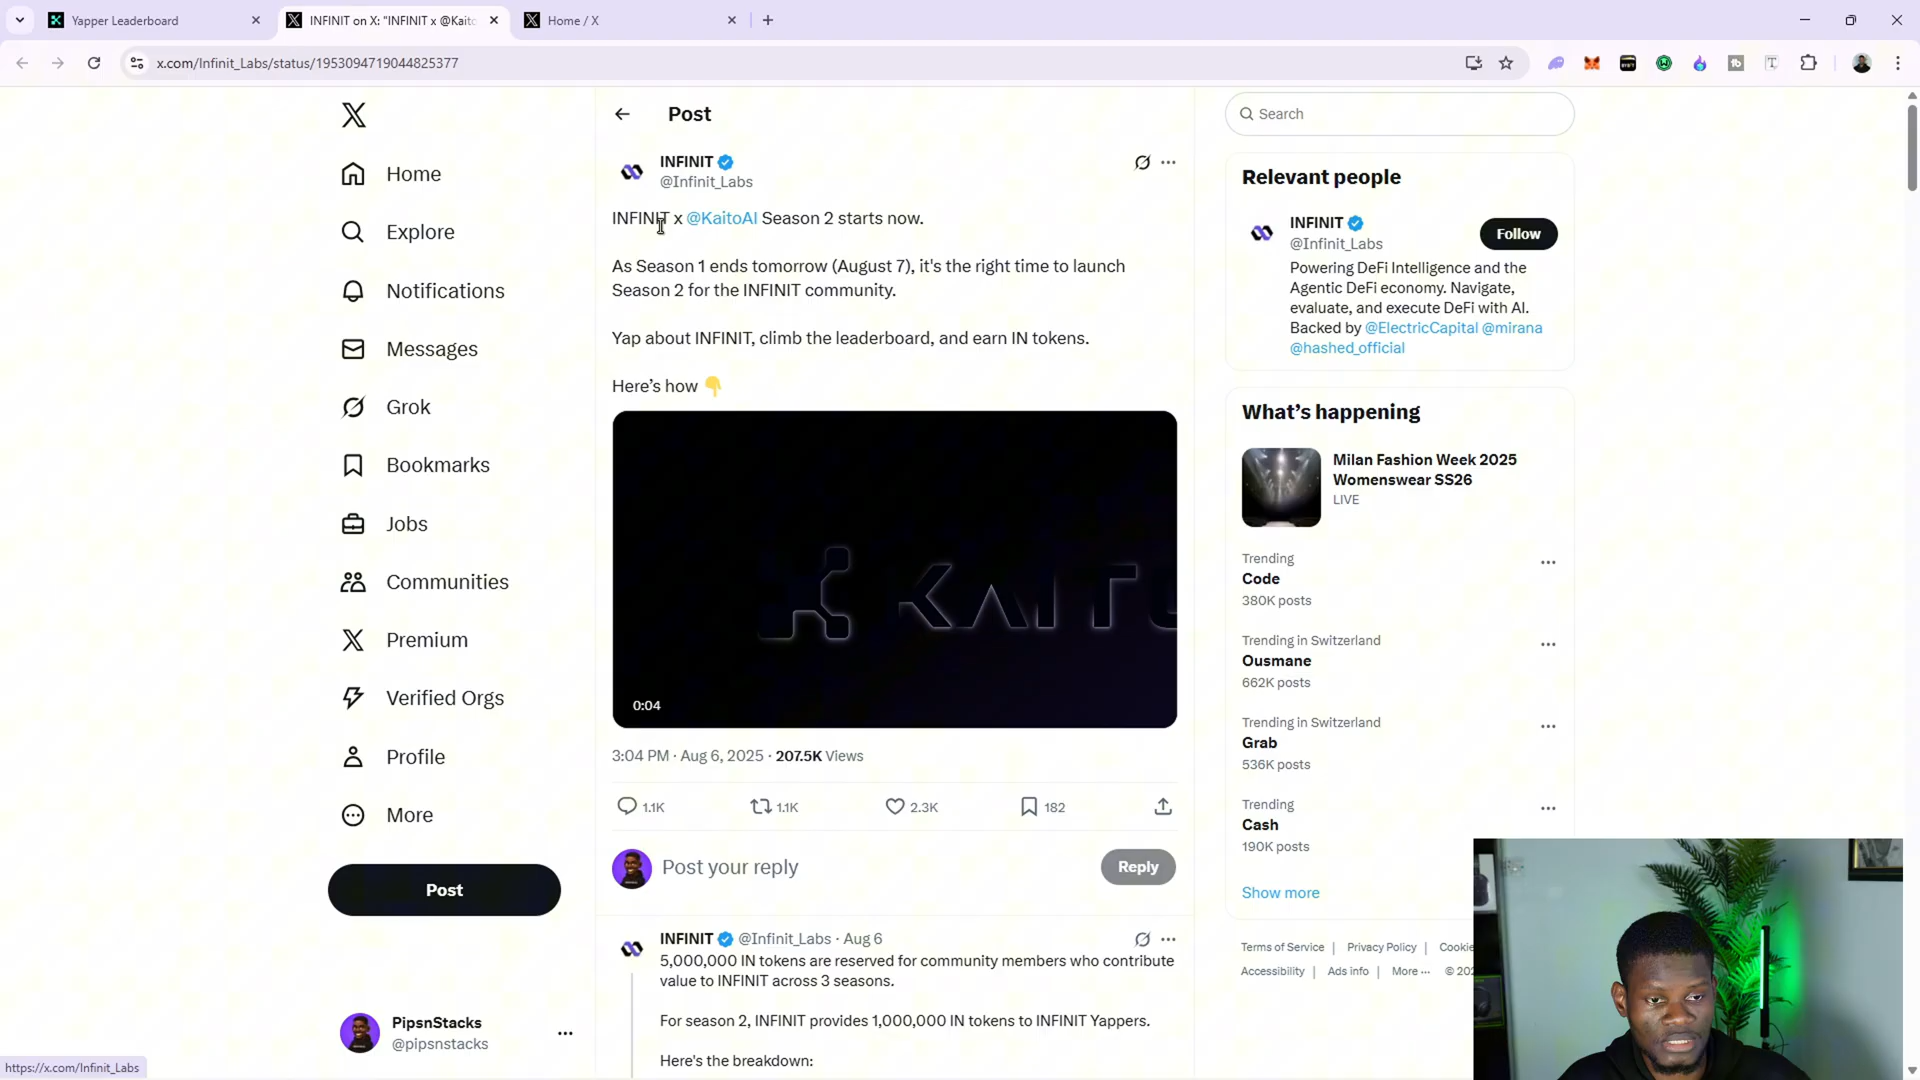 Yapper Leaderboard
INFINIT on X: "INFINIT x @Kaito
Home / X
x.com/Infinit_Labs/status/1953094719044825377
Home
Explore
Notifications
Messages
Grok
Bookmarks
Jobs
Communities
Premium
Verified Orgs
Profile
More
Post
PipsnStacks
@pipsnstacks
https://x.com/Infinit_Labs
Post
INFINIT
@Infinit_Labs
INFINIT x @KaitoAI Season 2 starts now.
As Season 1 ends tomorrow (August 7), it's the right time to launch
Season 2 for the INFINIT community.
Yap about INFINIT, climb the leaderboard, and earn IN tokens.
Here’s how 👇
KAITO
0:04
3:04 PM · Aug 6, 2025 · 207.5K Views
1.1K
1.1K
2.3K
182
Post your reply
Reply
INFINIT @Infinit_Labs · Aug 6
5,000,000 IN tokens are reserved for community members who contribute
value to INFINIT across 3 seasons.
For season 2, INFINIT provides 1,000,000 IN tokens to INFINIT Yappers.
Here's the breakdown:
Search
Relevant people
INFINIT
@Infinit_Labs
Follow
Powering DeFi Intelligence and the
Agentic DeFi economy. Navigate,
evaluate, and execute DeFi with AI.
Backed by @ElectricCapital @mirana
@hashed_official
What’s happening
Milan Fashion Week 2025
Womenswear SS26
LIVE
Trending
Code
380K posts
Trending in Switzerland
Ousmane
662K posts
Trending in Switzerland
Grab
536K posts
Trending
Cash
190K posts
Show more
Terms of Service | Privacy Policy | Cookie
Accessibility | Ads info | More ··· © 202